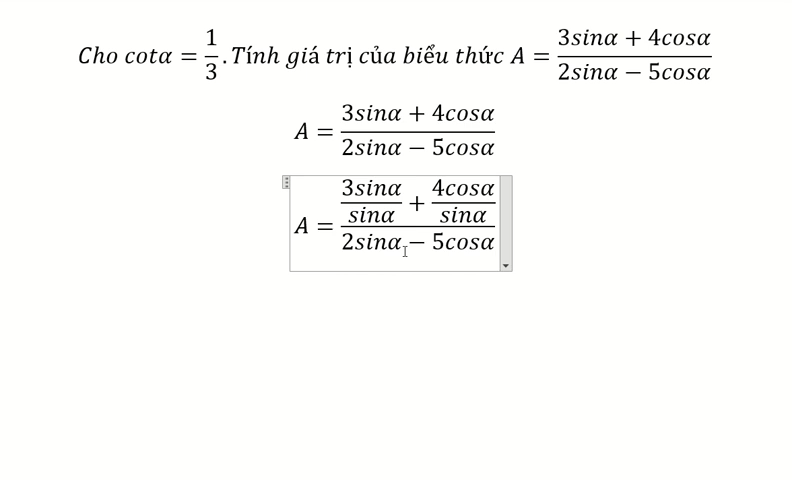 Cho cotα = 1/3. Tính giá trị của biểu thức A = (3sinα + 4cosα)/(2sinα − 5cosα)
A = (3sinα + 4cosα)/(2sinα − 5cosα)
A = (3sinα/sinα + 4cosα/sinα)/(2sinα − 5cosα)